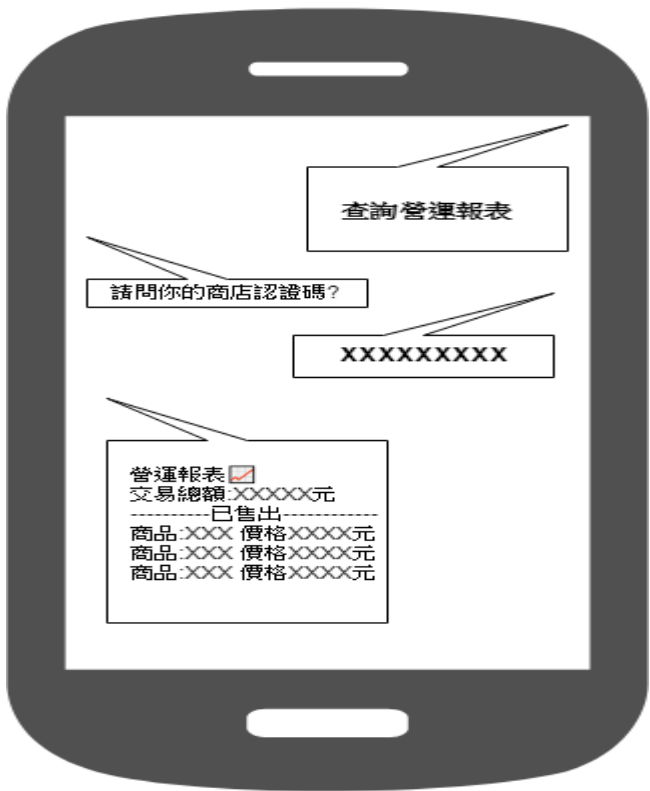 查詢營運報表
請問你的商店認證碼?
XXXXXXXXX
營運報表📈
交易總額:XXXXX元
----------已售出------------
商品:XXX 價格XXXX元
商品:XXX 價格XXXX元
商品:XXX 價格XXXX元